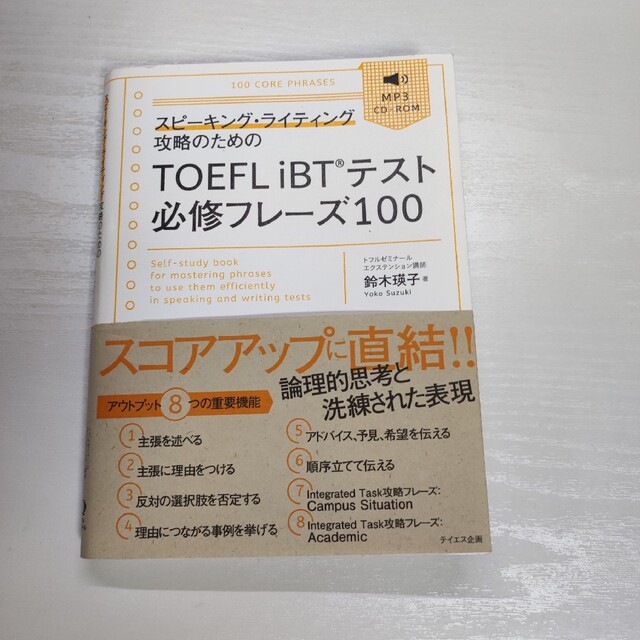 100 CORE PHRASES
MP3
CD-ROM
スピーキング・ライティング
攻略のための
TOEFL iBT®テスト
必修フレーズ100
Self-study book
for mastering phrases
to use them efficiently
in speaking and writing tests
トフルゼミナール
エクステンション講師
鈴木瑛子 著
Yoko Suzuki
スコアアップに直結!!
アウトプット8つの重要機能
論理的思考と
洗練された表現
1 主張を述べる
2 主張に理由をつける
3 反対の選択肢を否定する
4 理由につながる事例を挙げる
5 アドバイス、予見、希望を伝える
6 順序立てて伝える
7 Integrated Task攻略フレーズ:
Campus Situation
8 Integrated Task攻略フレーズ:
Academic
テイエス企画